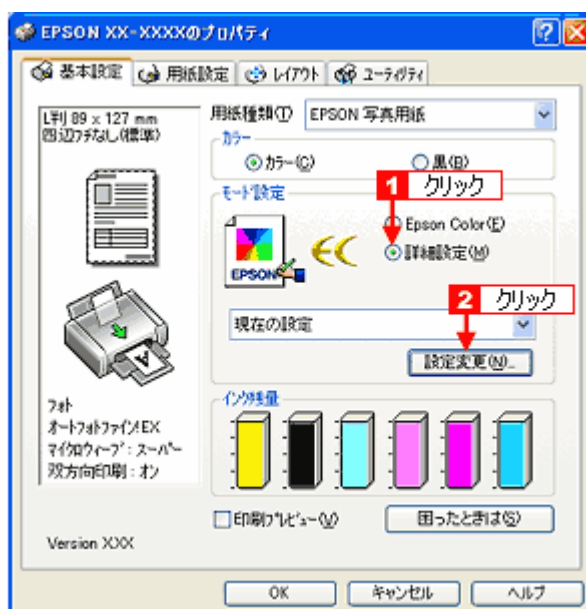 EPSON XX-XXXXのプロパティ
基本設定 用紙設定 レイアウト ユーティリティ
L判 89 x 127 mm
四辺フチなし(標準)
用紙種類(T) EPSON 写真用紙
カラー
カラー(C) 黒(B)
1 クリック
モード設定
Epson Color(E)
詳細設定(M)
EPSON
2 クリック
現在の設定
設定変更(N)...
フォト
オートフォトファイン!EX
マイクロウィーブ: スーパー
双方向印刷: オン
インク残量
印刷プレビュー(V) 困ったときは(S)
Version XXX
OK キャンセル ヘルプ